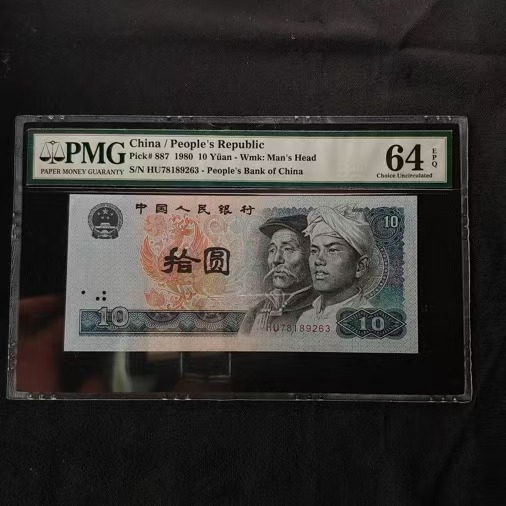 PMG
PAPER MONEY GUARANTY
China / People's Republic
Pick# 887 1980 10 Yüan - Wmk: Man's Head
S/N HU78189263 - People's Bank of China
64 EPQ
Choice Uncirculated
中国人民银行
10
拾圆
10
HU78189263
10